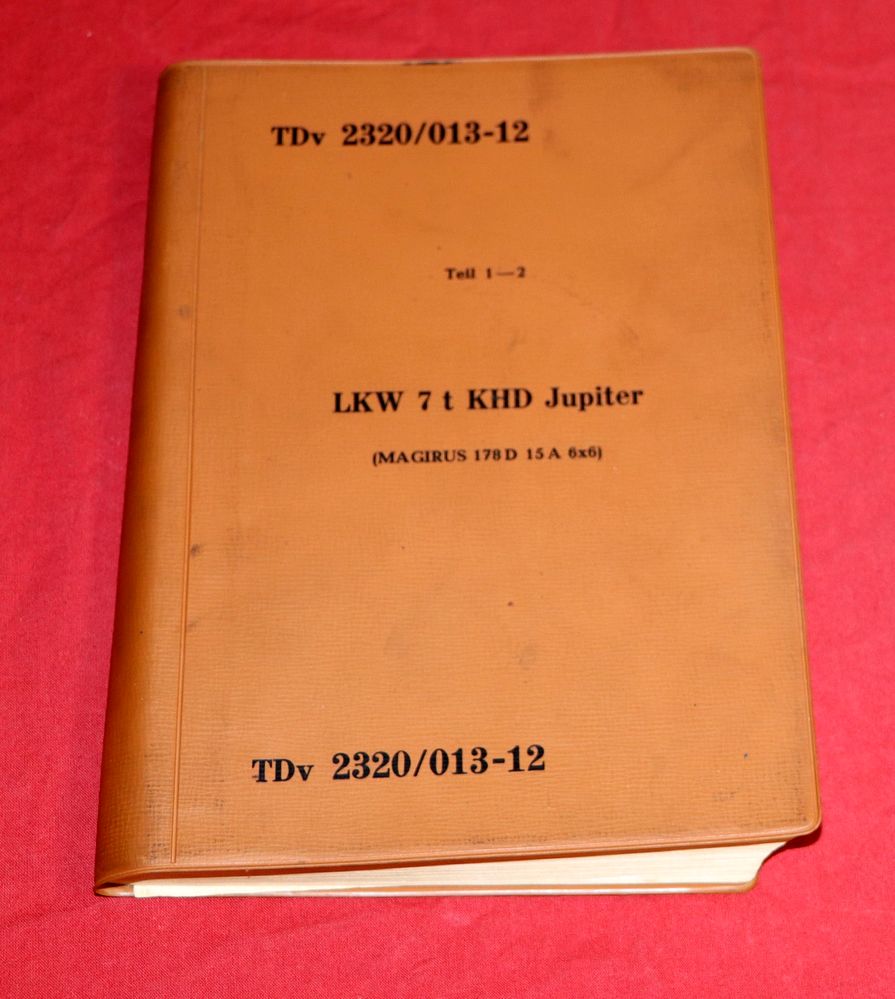 TDv 2320/013-12
Teil 1—2
LKW 7 t KHD Jupiter
(MAGIRUS 178 D 15 A 6x6)
TDv 2320/013-12